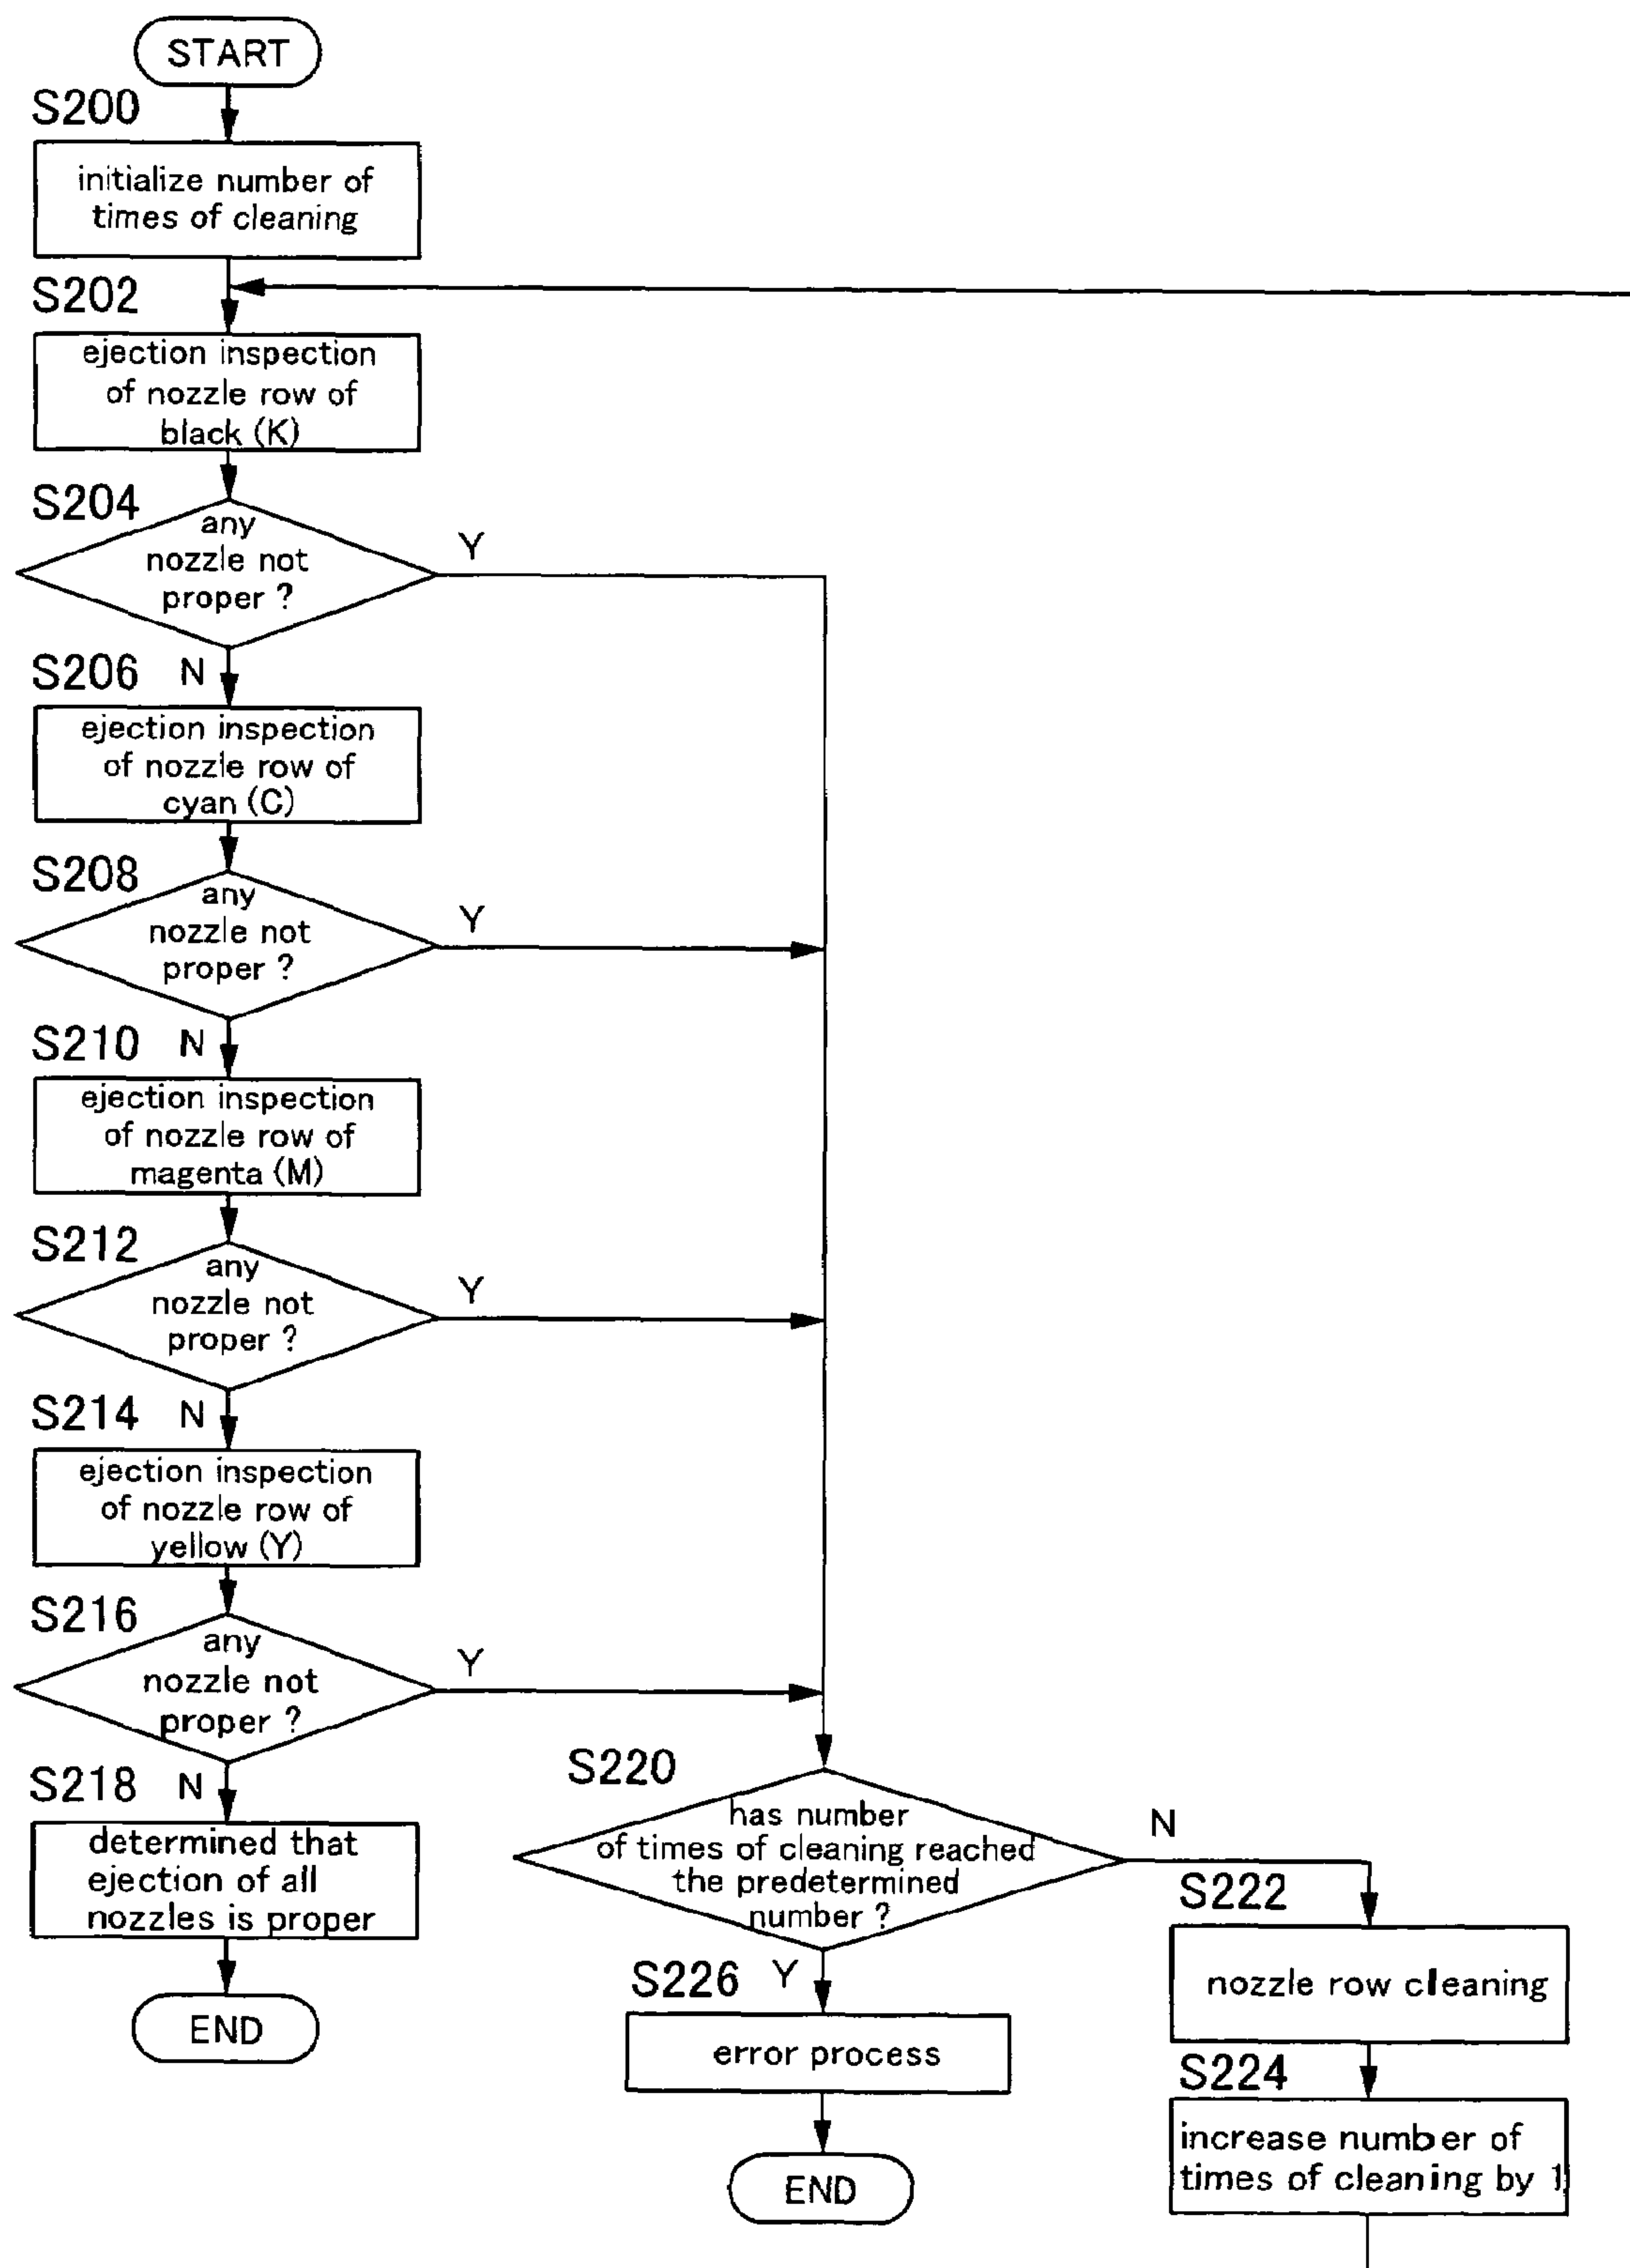 START
S200
initialize number of
times of cleaning
S202
ejection inspection
of nozzle row of
black (K)
S204
any
nozzle not
proper ?
Y
S206 N
ejection inspection
of nozzle row of
cyan (C)
S208
any
nozzle not
proper ?
Y
S210 N
ejection inspection
of nozzle row of
magenta (M)
S212
any
nozzle not
proper ?
Y
S214 N
ejection inspection
of nozzle row of
yellow (Y)
S216
any
nozzle not
proper ?
Y
S218 N
determined that
ejection of all
nozzles is proper
END
S220
has number
of times of cleaning reached
the predetermined
number ?
N
S226 Y
error process
END
S222
nozzle row cleaning
S224
increase number of
times of cleaning by 1